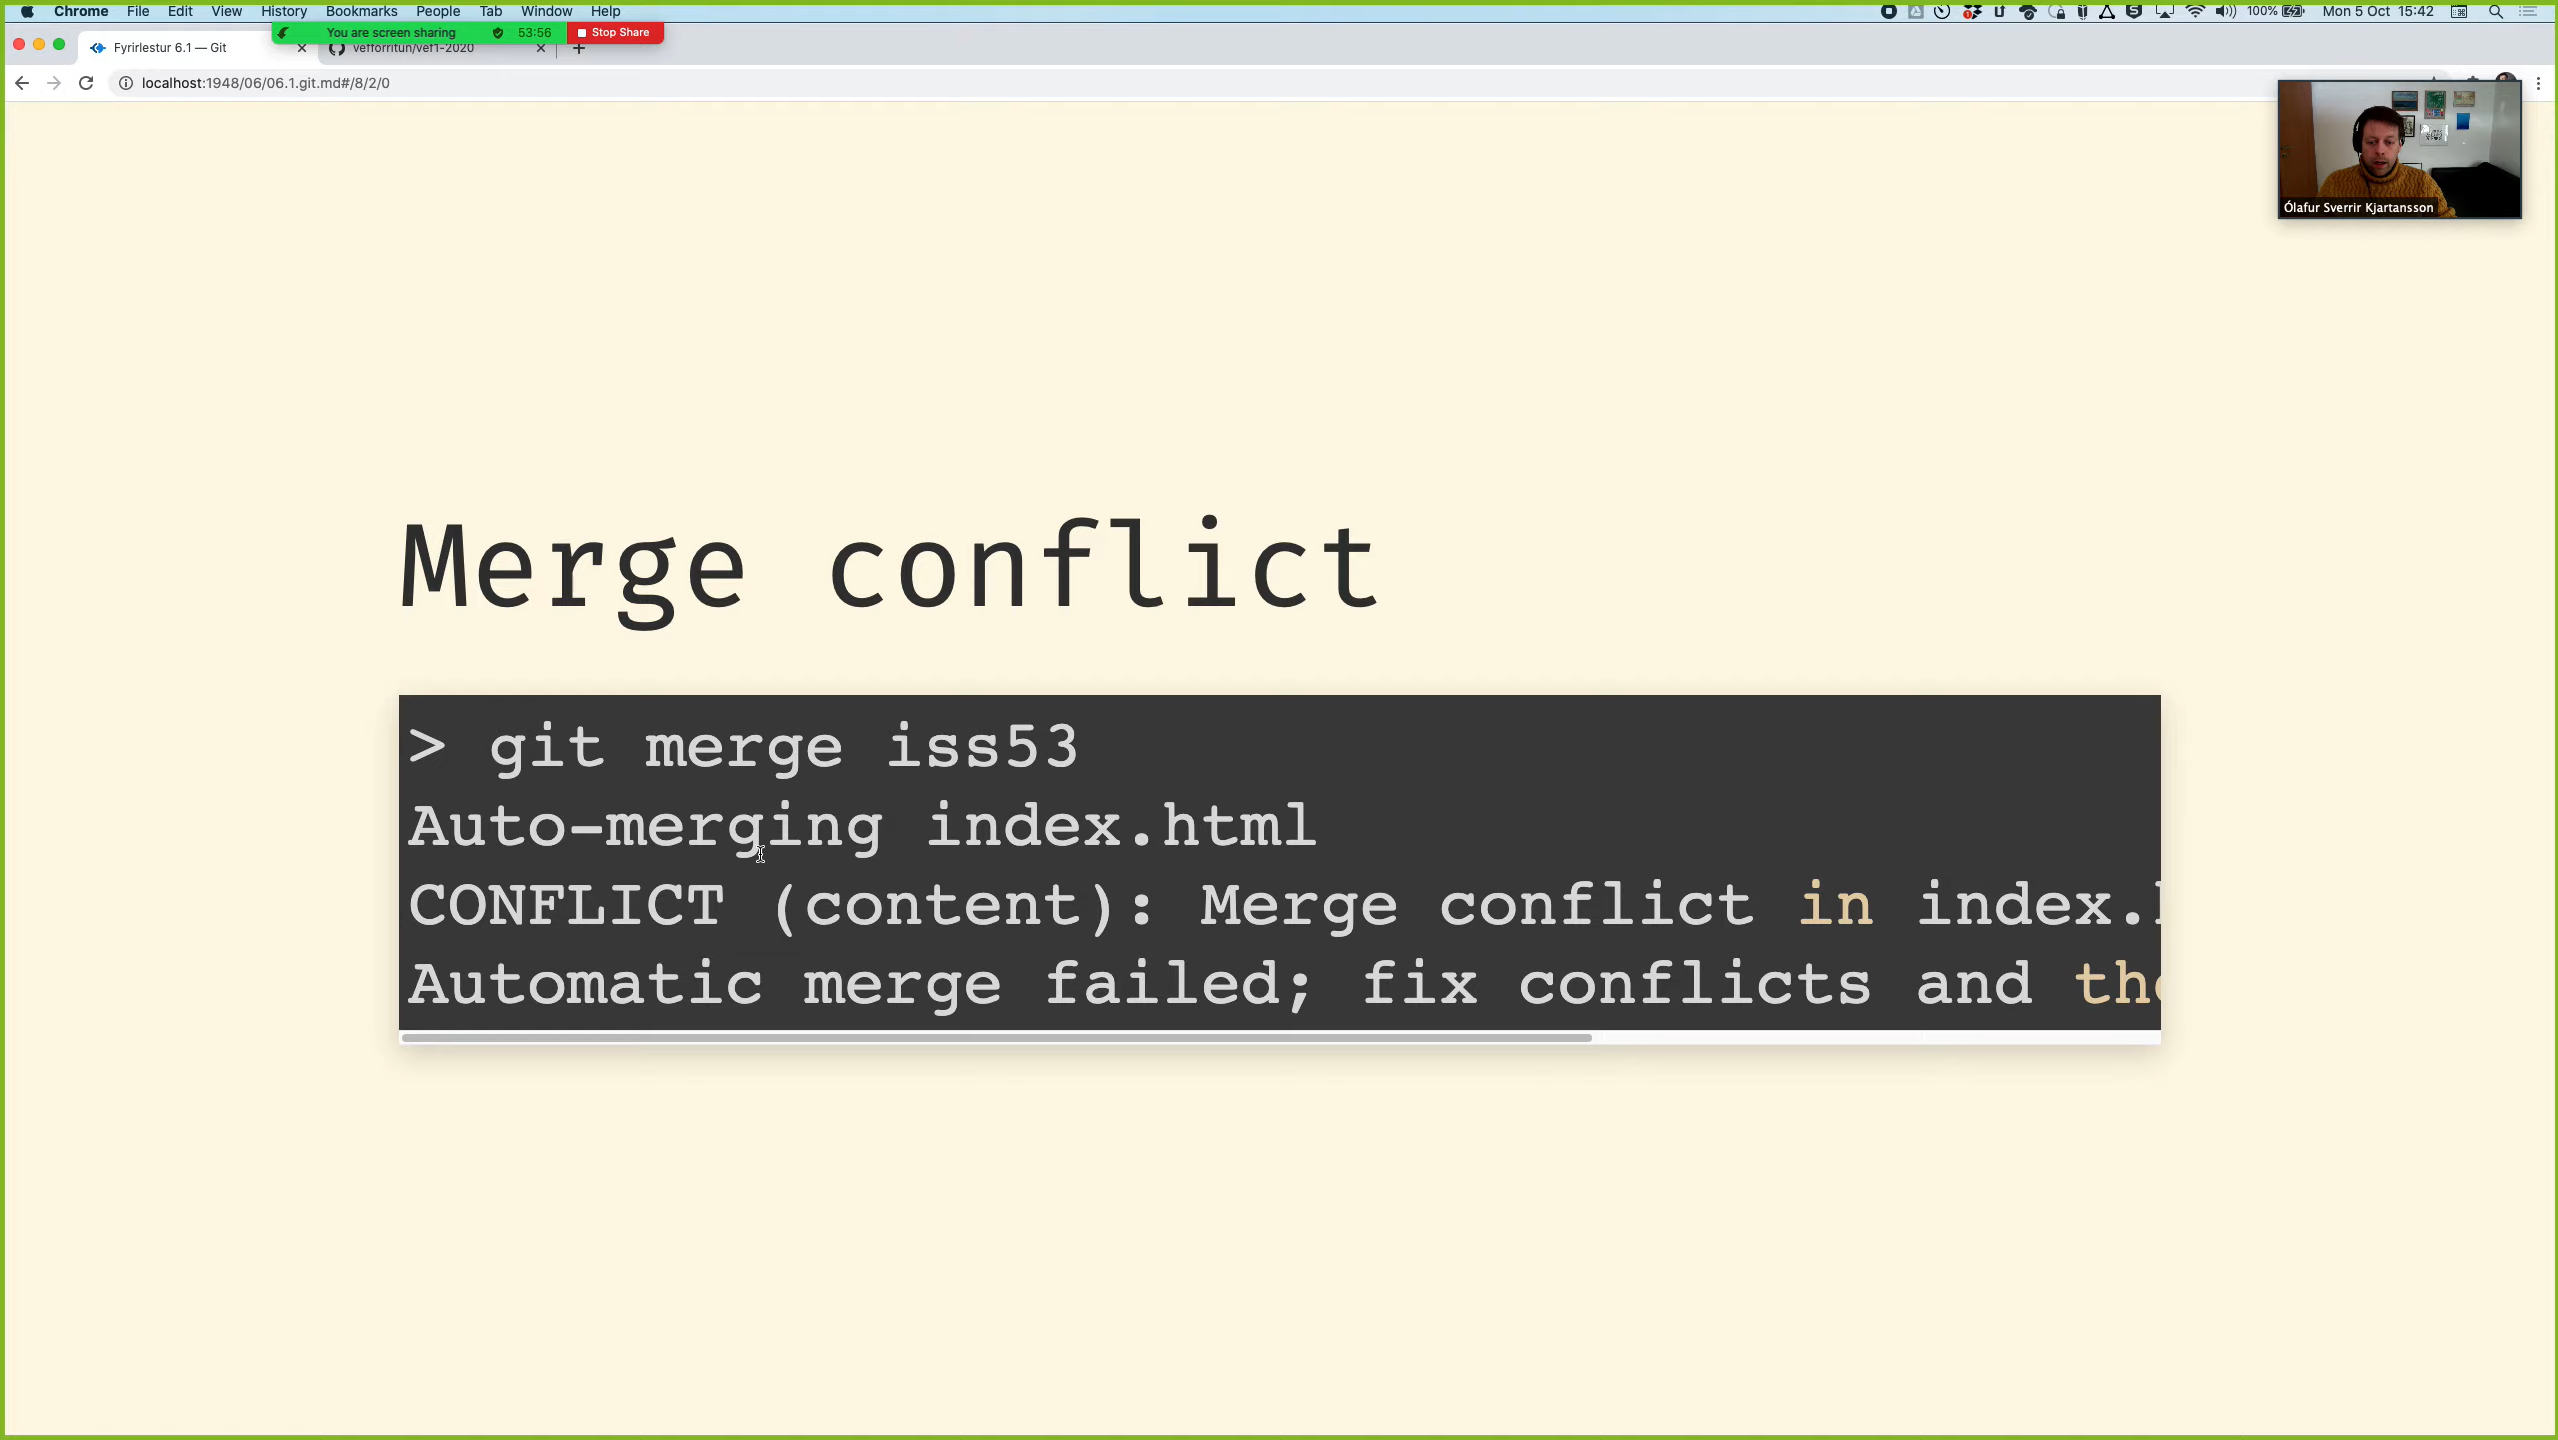 Chrome File Edit View History Bookmarks People Tab Window Help 100% Mon 5 Oct 15:42
You are screen sharing 53:56 Stop Share
Fyrirlestur 6.1 — Git vefforritun/vef1-2020
localhost:1948/06/06.1.git.md#/8/2/0
Ólafur Sverrir Kjartansson
Merge conflict
> git merge iss53
Auto-merging index.html
CONFLICT (content): Merge conflict in index.
Automatic merge failed; fix conflicts and